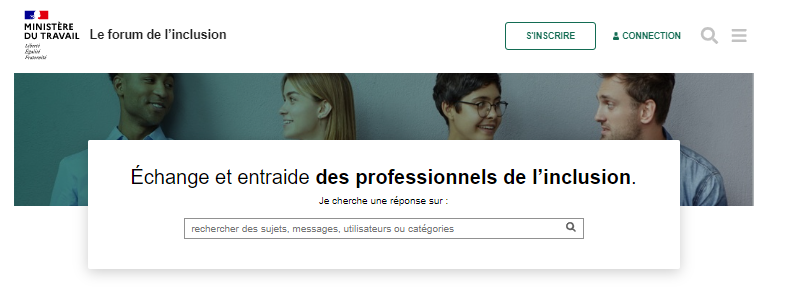 MINISTÈRE
DU TRAVAIL
Liberté
Égalité
Fraternité
Le forum de l'inclusion
S'INSCRIRE
CONNECTION
Échange et entraide des professionnels de l'inclusion.
Je cherche une réponse sur :
rechercher des sujets, messages, utilisateurs ou catégories